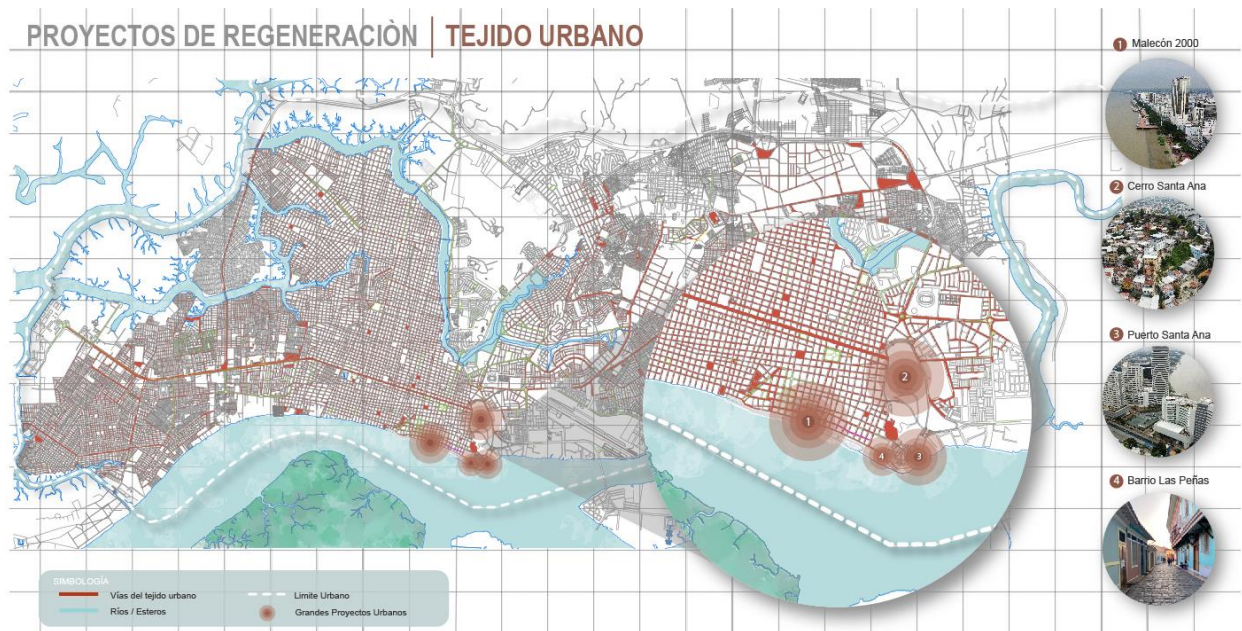 PROYECTOS DE REGENERACIÒN | TEJIDO URBANO
1 Malecón 2000
2 Cerro Santa Ana
3 Puerto Santa Ana
4 Barrio Las Peñas
2
1
4
3
SIMBOLOGÍA
Vías del tejido urbano
Limite Urbano
Ríos / Esteros
Grandes Proyectos Urbanos